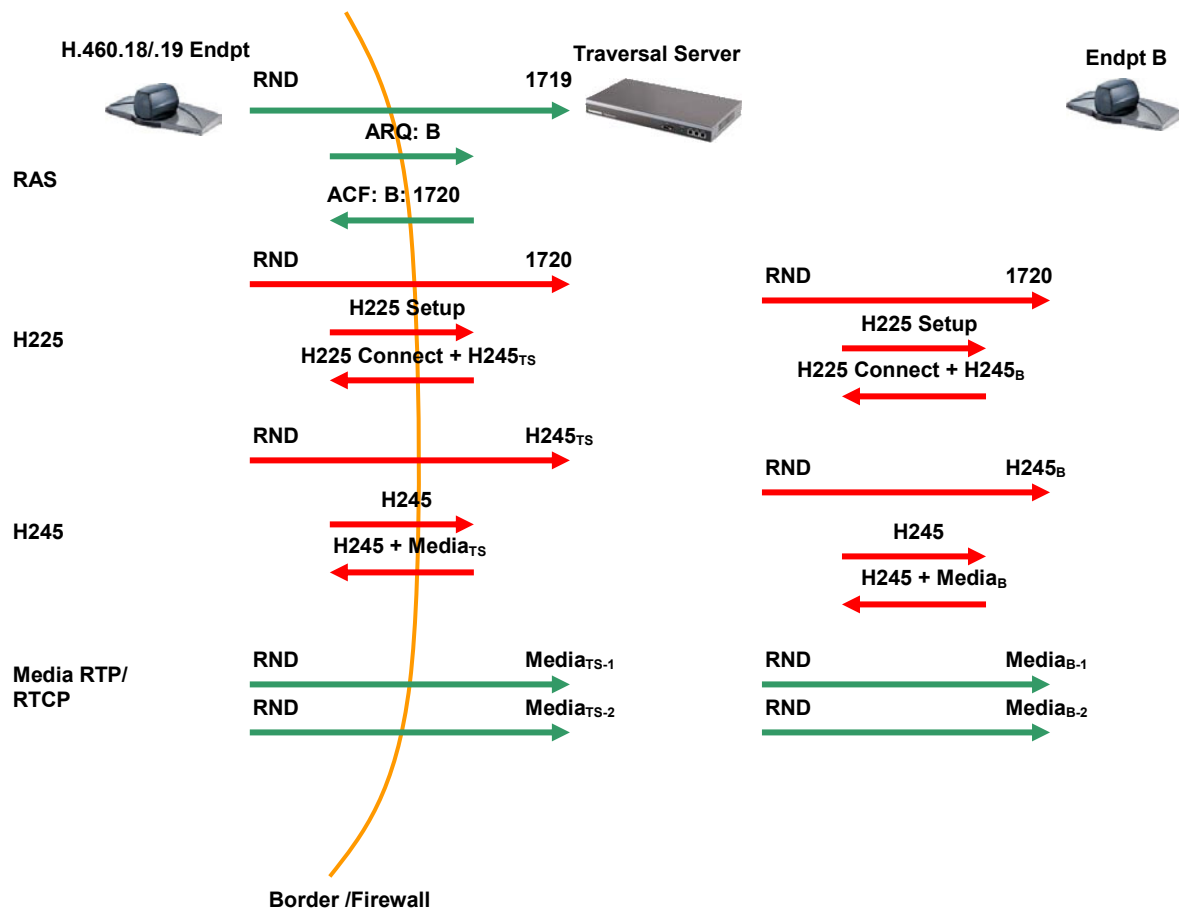 H.460.18/.19 Endpt
Traversal Server
Endpt B
RND 1719
ARQ: B
RAS
ACF: B: 1720
RND 1720
RND 1720
H225 Setup
H225 Setup
H225
H225 Connect + H245TS
H225 Connect + H245B
RND H245TS
RND H245B
H245
H245
H245
H245 + MediaTS
H245 + MediaB
RND MediaTS-1
RND MediaB-1
Media RTP/
RTCP
RND MediaTS-2
RND MediaB-2
Border /Firewall